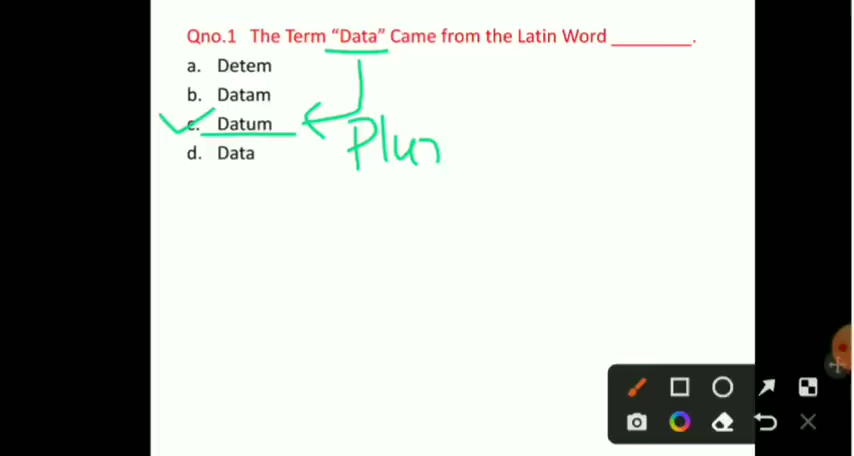 Qno.1 The Term “Data” Came from the Latin Word ________.
a. Detem
b. Datam
c. Datum
d. Data
Plur